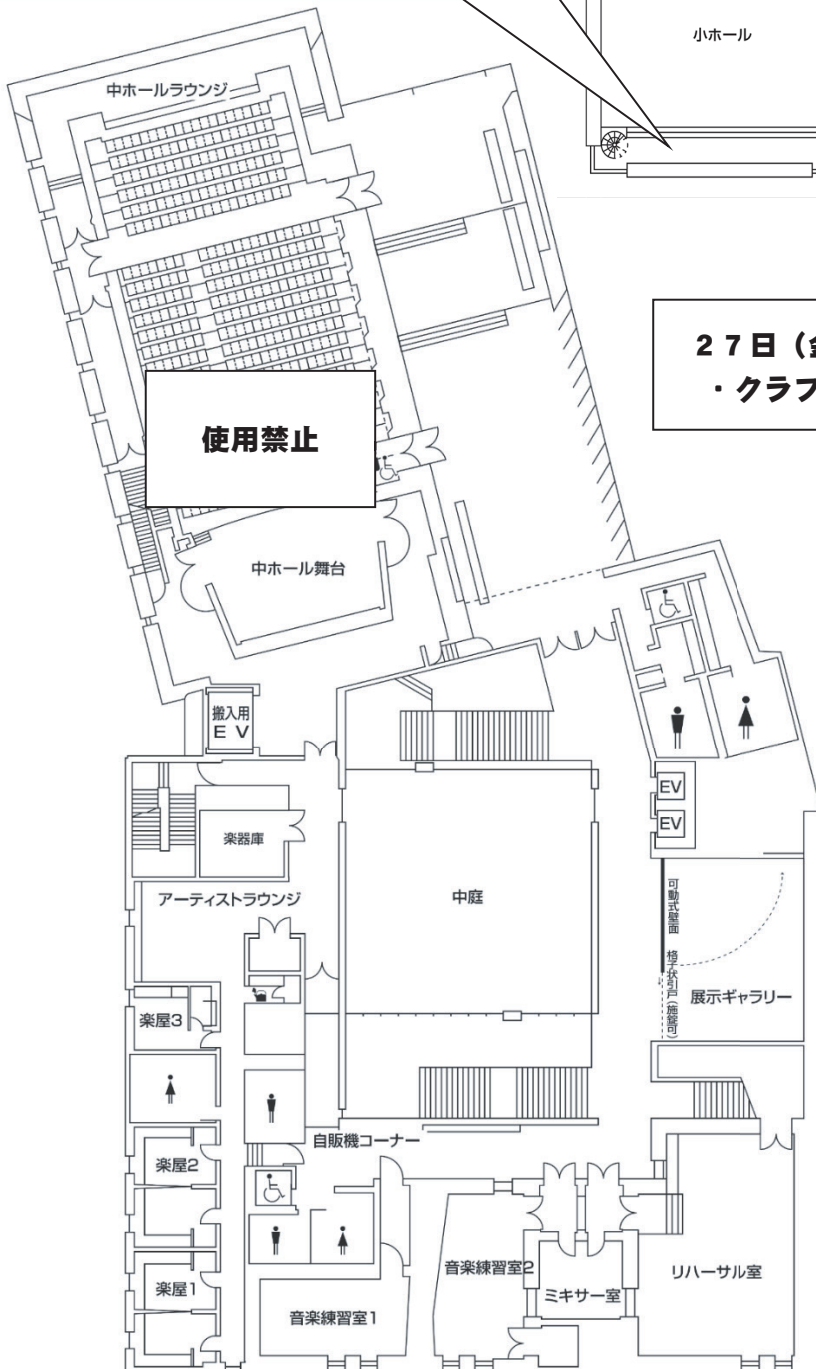 小ホール
中ホールラウンジ
27日（金
・クラブ
使用禁止
中ホール舞台
搬入用
EV
EV
EV
楽器庫
アーティストラウンジ
中庭
可動式壁面
格子状引戸（施錠可）
展示ギャラリー
楽屋3
自販機コーナー
楽屋2
音楽練習室2
リハーサル室
ミキサー室
楽屋1
音楽練習室1